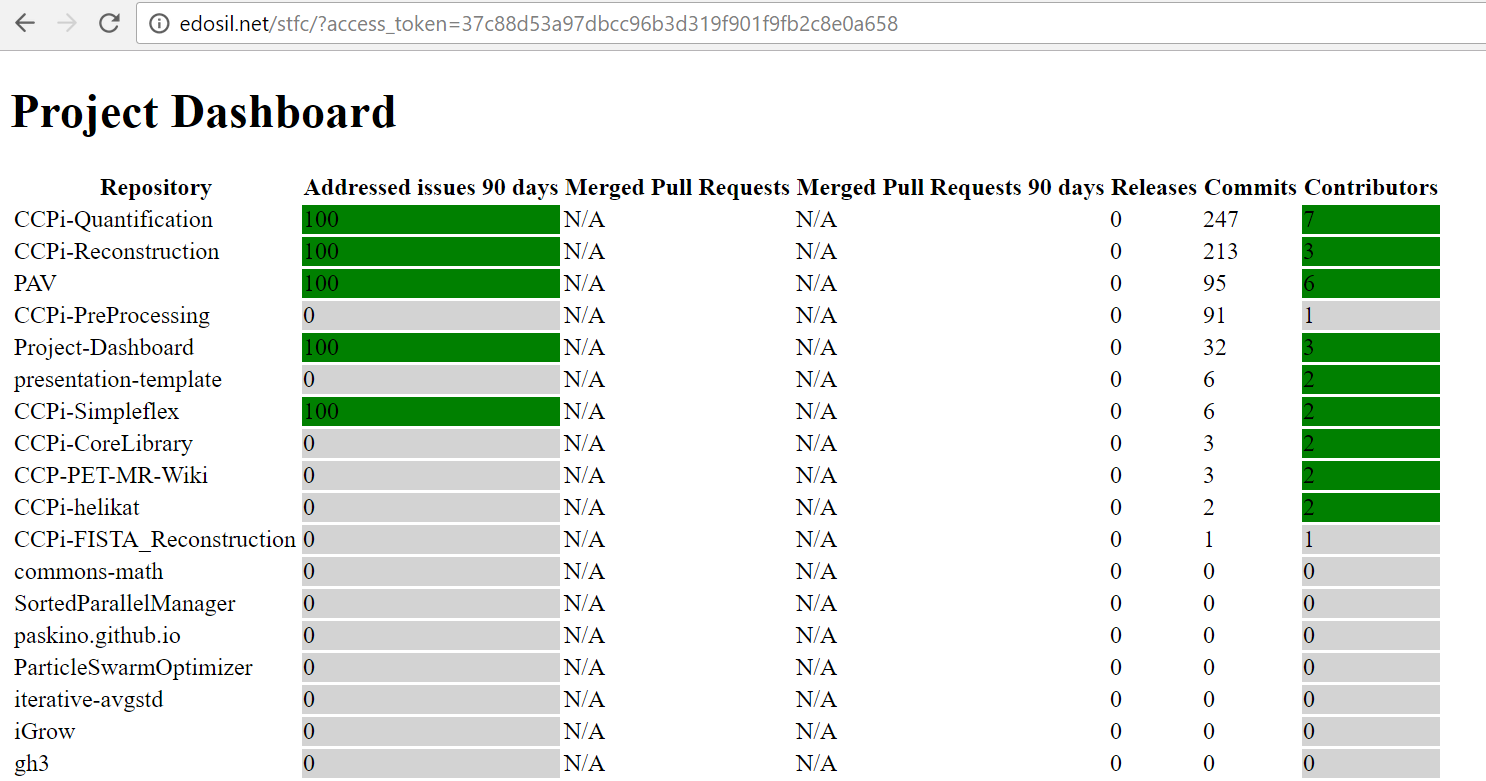 edosil.net/stfc/?access_token=37c88d53a97dbcc96b3d319f901f9fb2c8e0a658
Project Dashboard
Repository Addressed issues 90 days Merged Pull Requests Merged Pull Requests 90 days Releases Commits Contributors
CCPi-Quantification 100 N/A N/A 0 247 7
CCPi-Reconstruction 100 N/A N/A 0 213 3
PAV 100 N/A N/A 0 95 6
CCPi-PreProcessing 0 N/A N/A 0 91 1
Project-Dashboard 100 N/A N/A 0 32 3
presentation-template 0 N/A N/A 0 6 2
CCPi-Simpleflex 100 N/A N/A 0 6 2
CCPi-CoreLibrary 0 N/A N/A 0 3 2
CCP-PET-MR-Wiki 0 N/A N/A 0 3 2
CCPi-helikat 0 N/A N/A 0 2 2
CCPi-FISTA_Reconstruction 0 N/A N/A 0 1 1
commons-math 0 N/A N/A 0 0 0
SortedParallelManager 0 N/A N/A 0 0 0
paskino.github.io 0 N/A N/A 0 0 0
ParticleSwarmOptimizer 0 N/A N/A 0 0 0
iterative-avgstd 0 N/A N/A 0 0 0
iGrow 0 N/A N/A 0 0 0
gh3 0 N/A N/A 0 0 0